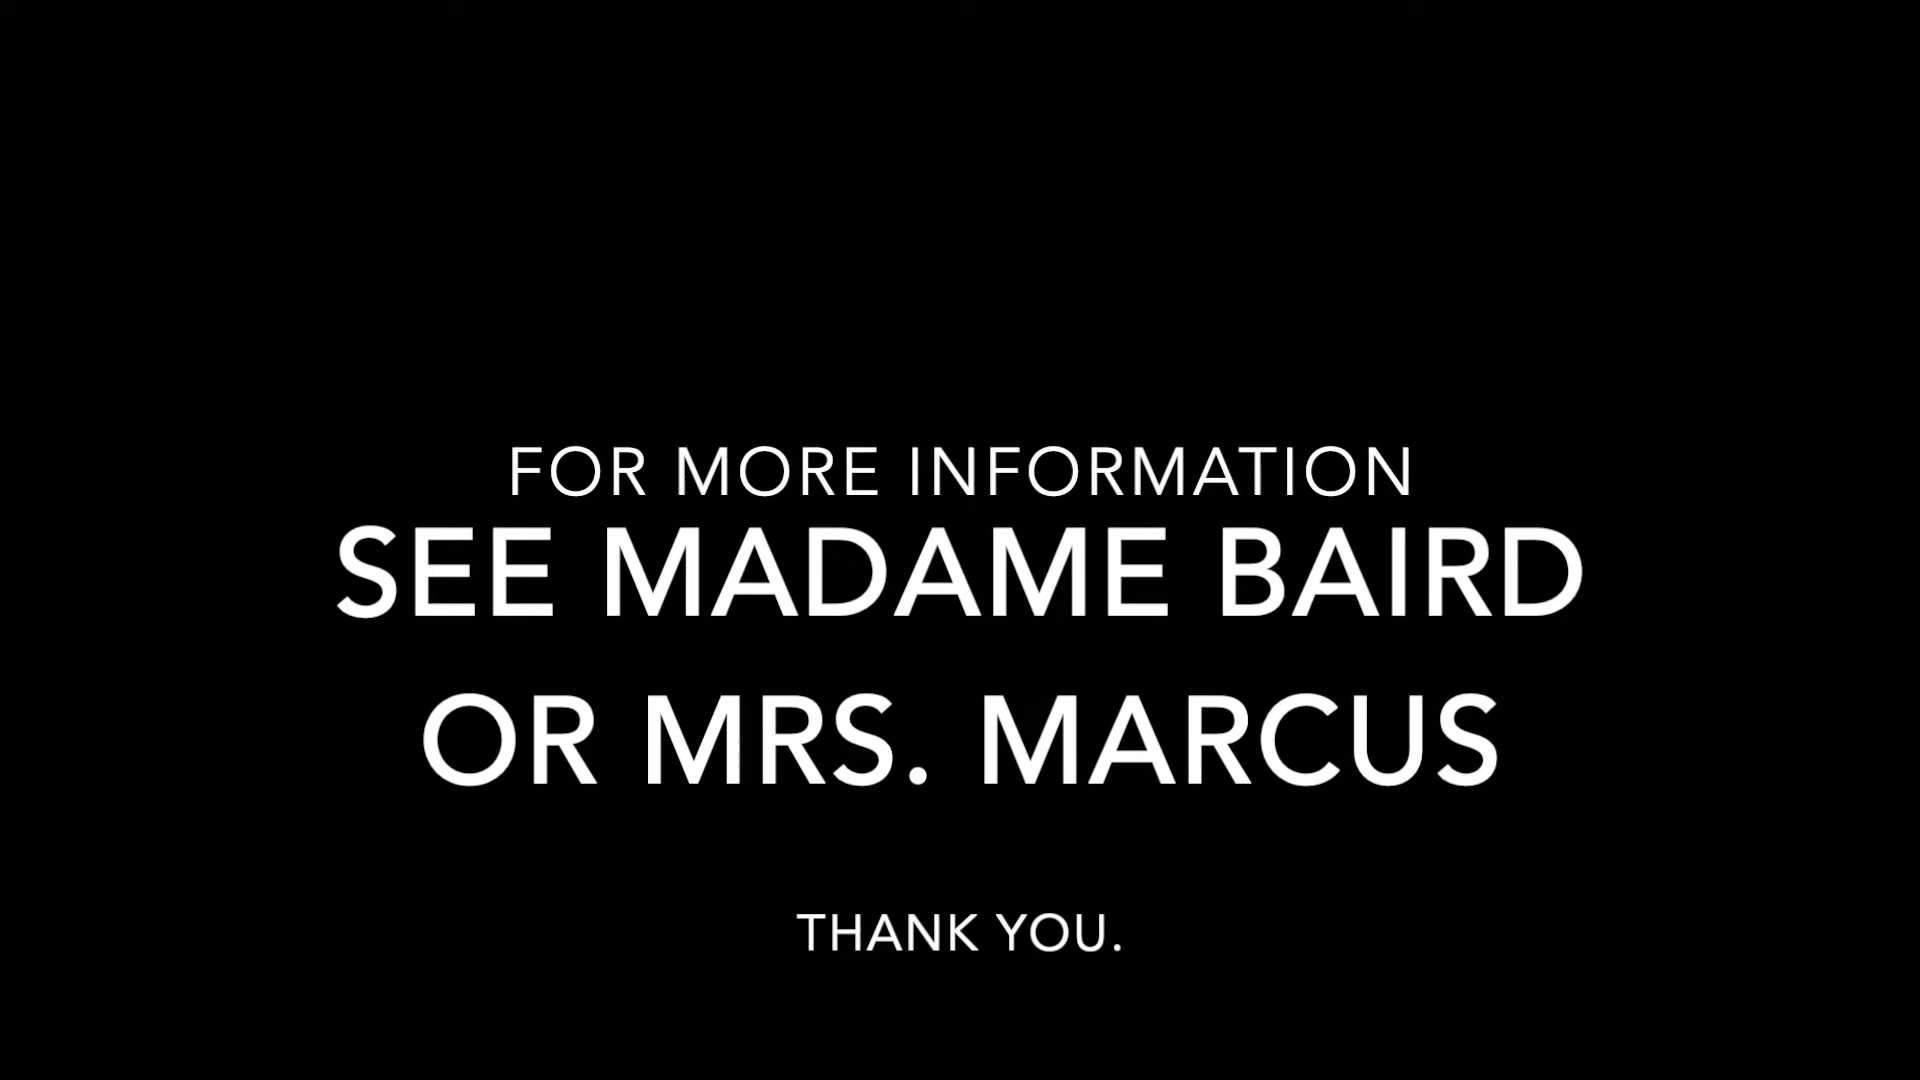 FOR MORE INFORMATION
SEE MADAME BAIRD
OR MRS. MARCUS
THANK YOU.